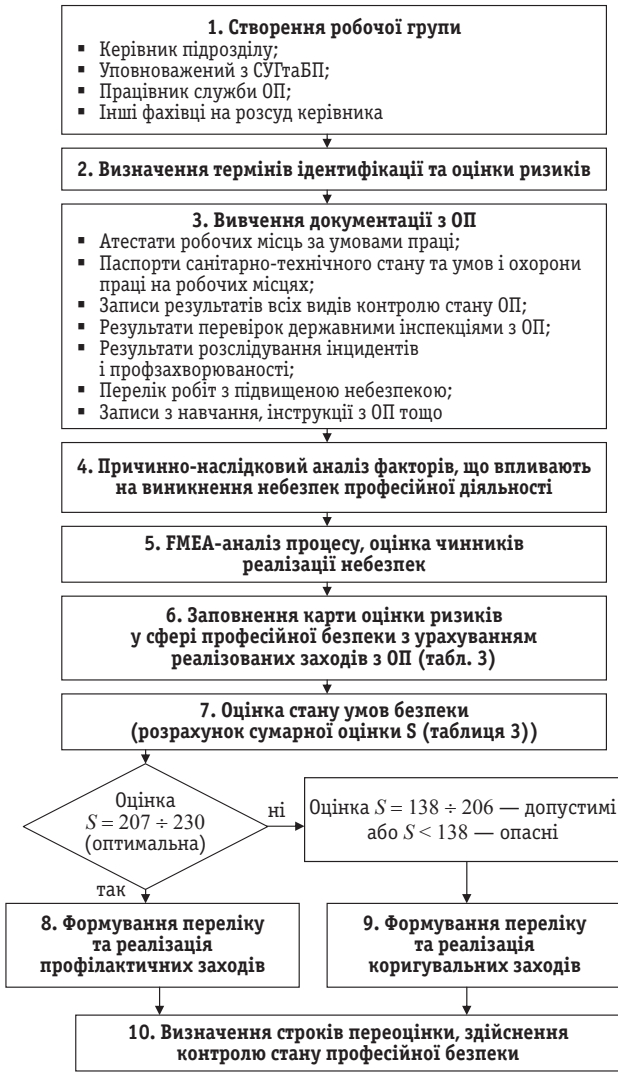 1. Створення робочої групи
▪ Керівник підрозділу;
▪ Уповноважений з СУГтаБП;
▪ Працівник служби ОП;
▪ Інші фахівці на розсуд керівника
2. Визначення термінів ідентифікації та оцінки ризиків
3. Вивчення документації з ОП
▪ Атестати робочих місць за умовами праці;
▪ Паспорти санітарно-технічного стану та умов і охорони
праці на робочих місцях;
▪ Записи результатів всіх видів контролю стану ОП;
▪ Результати перевірок державними інспекціями з ОП;
▪ Результати розслідування інцидентів
і профзахворюваності;
▪ Перелік робіт з підвищеною небезпекою;
▪ Записи з навчання, інструкції з ОП тощо
4. Причинно-наслідковий аналіз факторів, що впливають
на виникнення небезпек професійної діяльності
5. FMEA-аналіз процесу, оцінка чинників
реалізації небезпек
6. Заповнення карти оцінки ризиків
у сфері професійної безпеки з урахуванням
реалізованих заходів з ОП (табл. 3)
7. Оцінка стану умов безпеки
(розрахунок сумарної оцінки S (таблиця 3))
Оцінка
S = 207 ÷ 230
(оптимальна)
ні
Оцінка S = 138 ÷ 206 — допустимі
або S < 138 — опасні
так
8. Формування переліку
та реалізація
профілактичних заходів
9. Формування переліку
та реалізація
коригувальних заходів
10. Визначення строків переоцінки, здійснення
контролю стану професійної безпеки